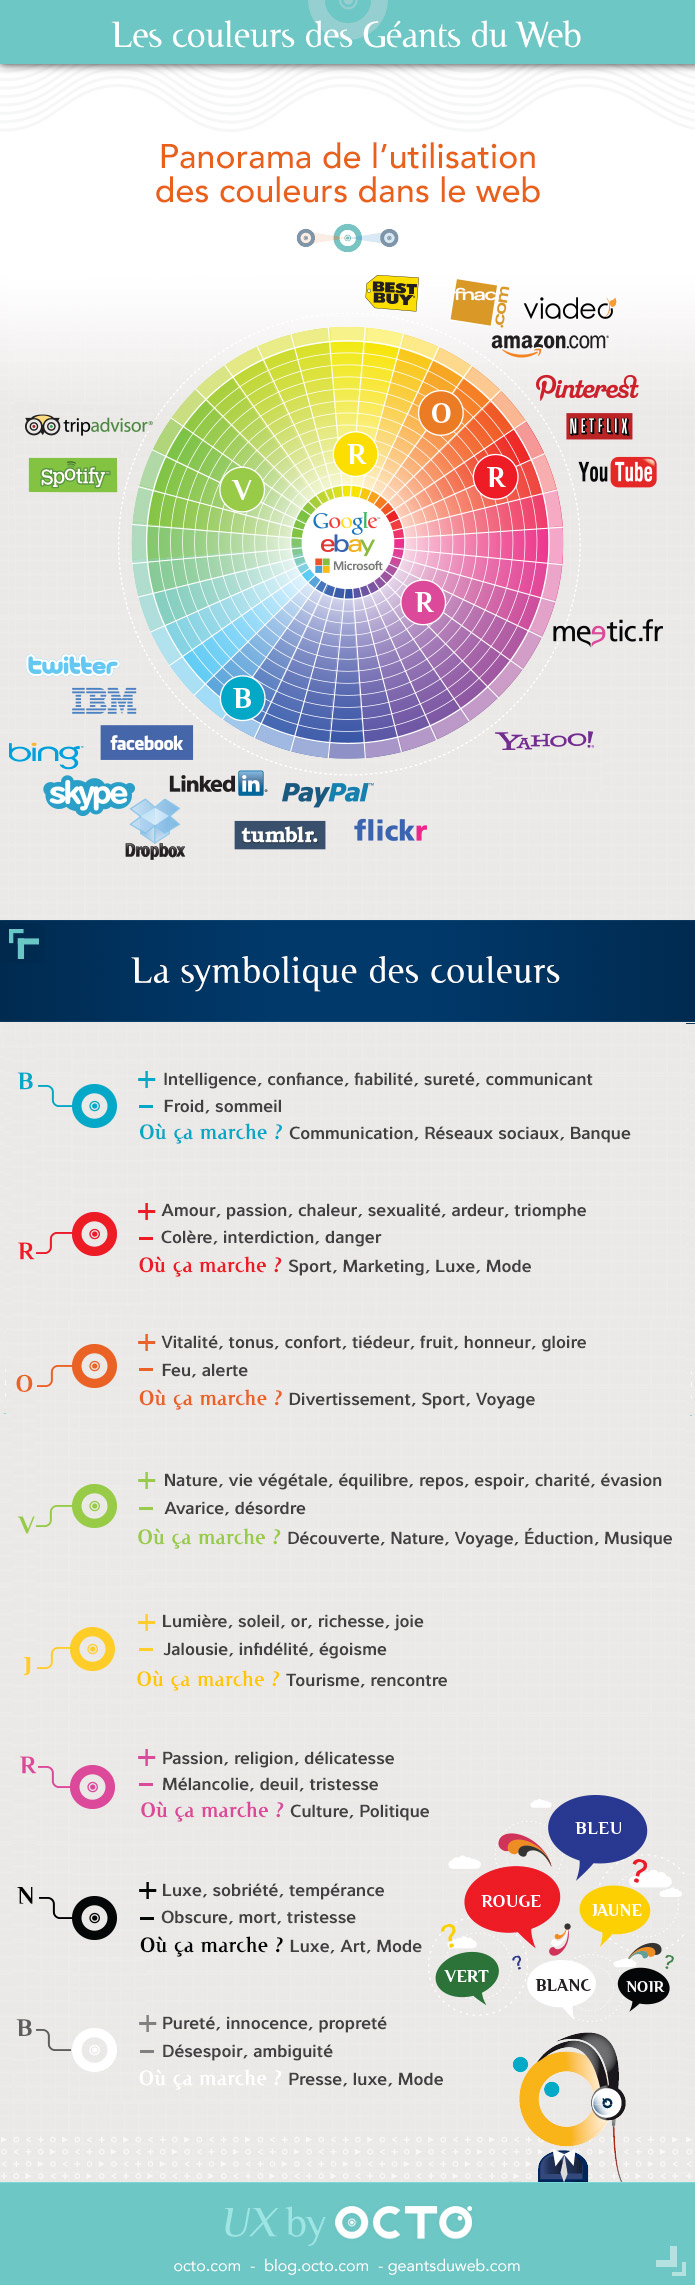 Les couleurs des Géants du Web
Panorama de l'utilisation
des couleurs dans le web
BEST
BUY
fnac
.com
viadeo
amazon.com
Pinterest
NETFLIX
YouTube
tripadvisor
Spotify
O
R
R
V
Google
ebay
Microsoft
R
B
meetic.fr
twitter
IBM
bing
facebook
YAHOO!
skype
Linked in
PayPal
Dropbox
tumblr.
flickr
La symbolique des couleurs
B
+ Intelligence, confiance, fiabilité, sureté, communicant
− Froid, sommeil
Où ça marche ? Communication, Réseaux sociaux, Banque
R
+ Amour, passion, chaleur, sexualité, ardeur, triomphe
− Colère, interdiction, danger
Où ça marche ? Sport, Marketing, Luxe, Mode
O
+ Vitalité, tonus, confort, tiédeur, fruit, honneur, gloire
− Feu, alerte
Où ça marche ? Divertissement, Sport, Voyage
V
+ Nature, vie végétale, équilibre, repos, espoir, charité, évasion
− Avarice, désordre
Où ça marche ? Découverte, Nature, Voyage, Éduction, Musique
J
+ Lumière, soleil, or, richesse, joie
− Jalousie, infidélité, égoisme
Où ça marche ? Tourisme, rencontre
R
+ Passion, religion, délicatesse
− Mélancolie, deuil, tristesse
Où ça marche ? Culture, Politique
N
+ Luxe, sobriété, tempérance
− Obscure, mort, tristesse
Où ça marche ? Luxe, Art, Mode
B
+ Pureté, innocence, propreté
− Désespoir, ambiguité
Où ça marche ? Presse, luxe, Mode
BLEU
?
ROUGE
JAUNE
?
?
?
VERT
BLANC
NOIR
UX by OCTO
octo.com - blog.octo.com - geantsduweb.com